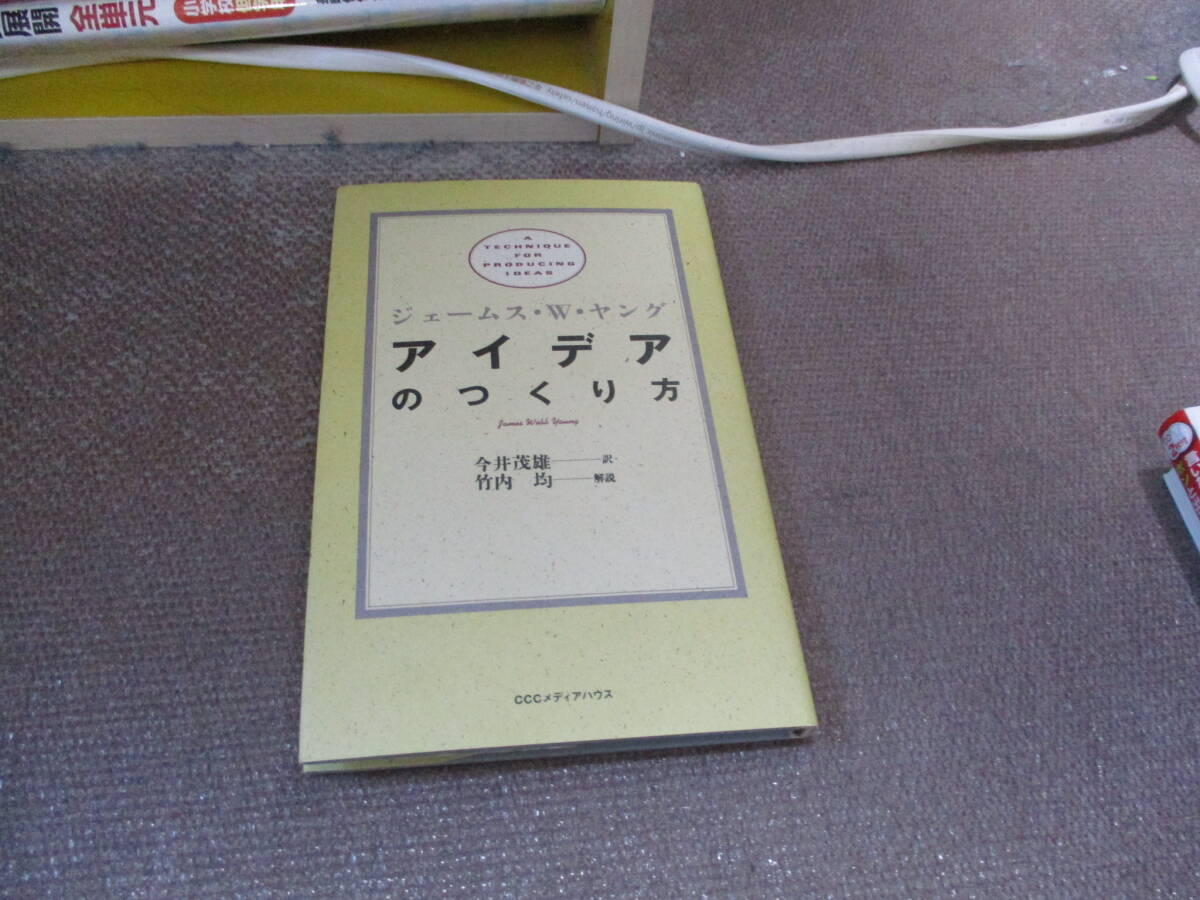 展開 全単元
A
TECHNIQUE
FOR
PRODUCING
IDEAS
ジェームス・W・ヤング
アイデア
のつくり方
James Webb Young
今井茂雄――訳
竹内 均――解説
CCCメディアハウス